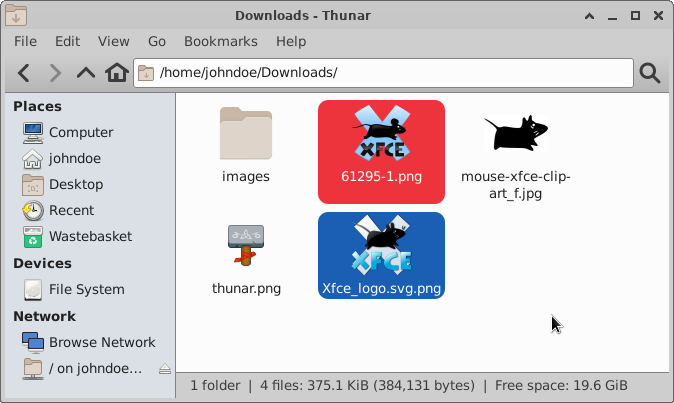 Downloads - Thunar
File Edit View Go Bookmarks Help
/home/johndoe/Downloads/
Places
Computer
johndoe
Desktop
Recent
Wastebasket
Devices
File System
Network
Browse Network
/ on johndoe...
images
XFCE
61295-1.png
mouse-xfce-clip-
art_f.jpg
thunar.png
XFCE
Xfce_logo.svg.png
1 folder | 4 files: 375.1 KiB (384,131 bytes) | Free space: 19.6 GiB